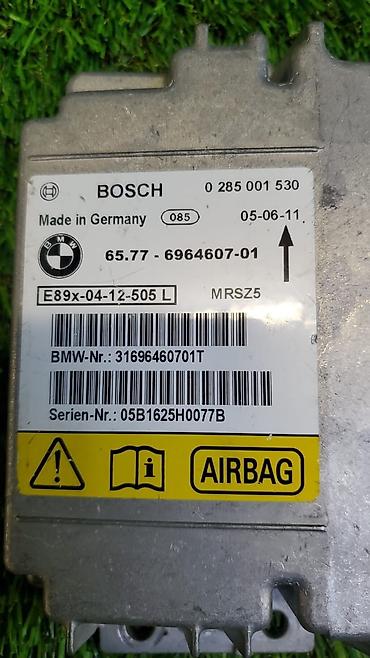 BOSCH 0 285 001 530
Made in Germany 085 05-06-11
BMW 65.77 - 6964607-01
E89x-04-12-505 L MRSZ5
BMW-Nr.: 31696460701T
Serien-Nr.: 05B1625H0077B
AIRBAG